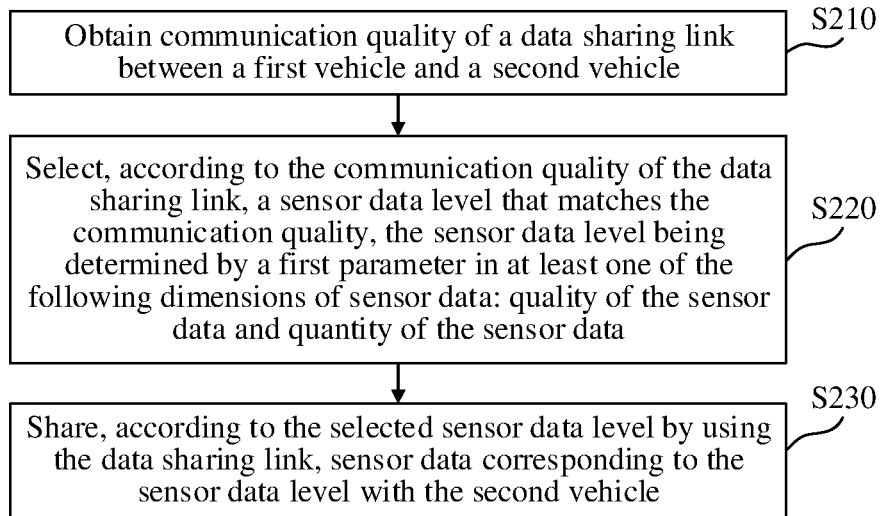 S210
Obtain communication quality of a data sharing link
between a first vehicle and a second vehicle
S220
Select, according to the communication quality of the data
sharing link, a sensor data level that matches the
communication quality, the sensor data level being
determined by a first parameter in at least one of the
following dimensions of sensor data: quality of the sensor
data and quantity of the sensor data
S230
Share, according to the selected sensor data level by using
the data sharing link, sensor data corresponding to the
sensor data level with the second vehicle